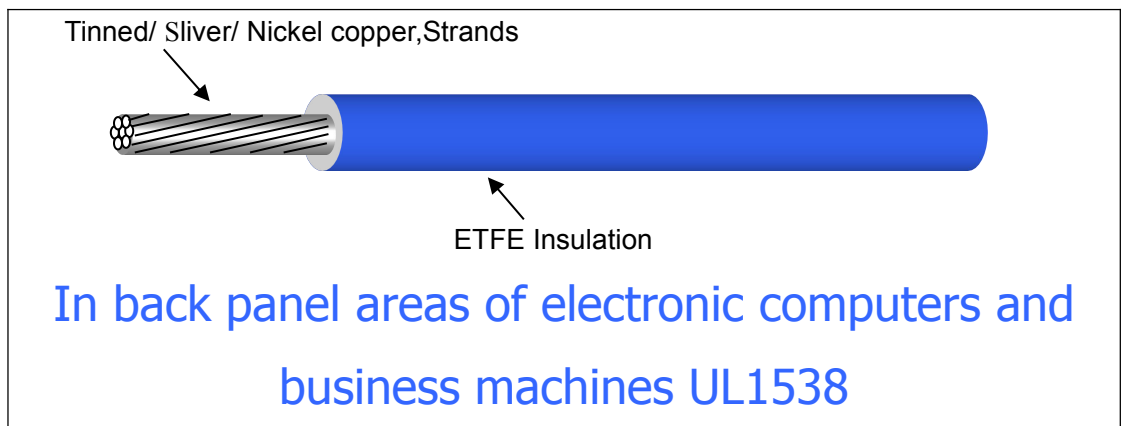 Tinned/ Sliver/ Nickel copper,Strands
ETFE Insulation
In back panel areas of electronic computers and
business machines UL1538